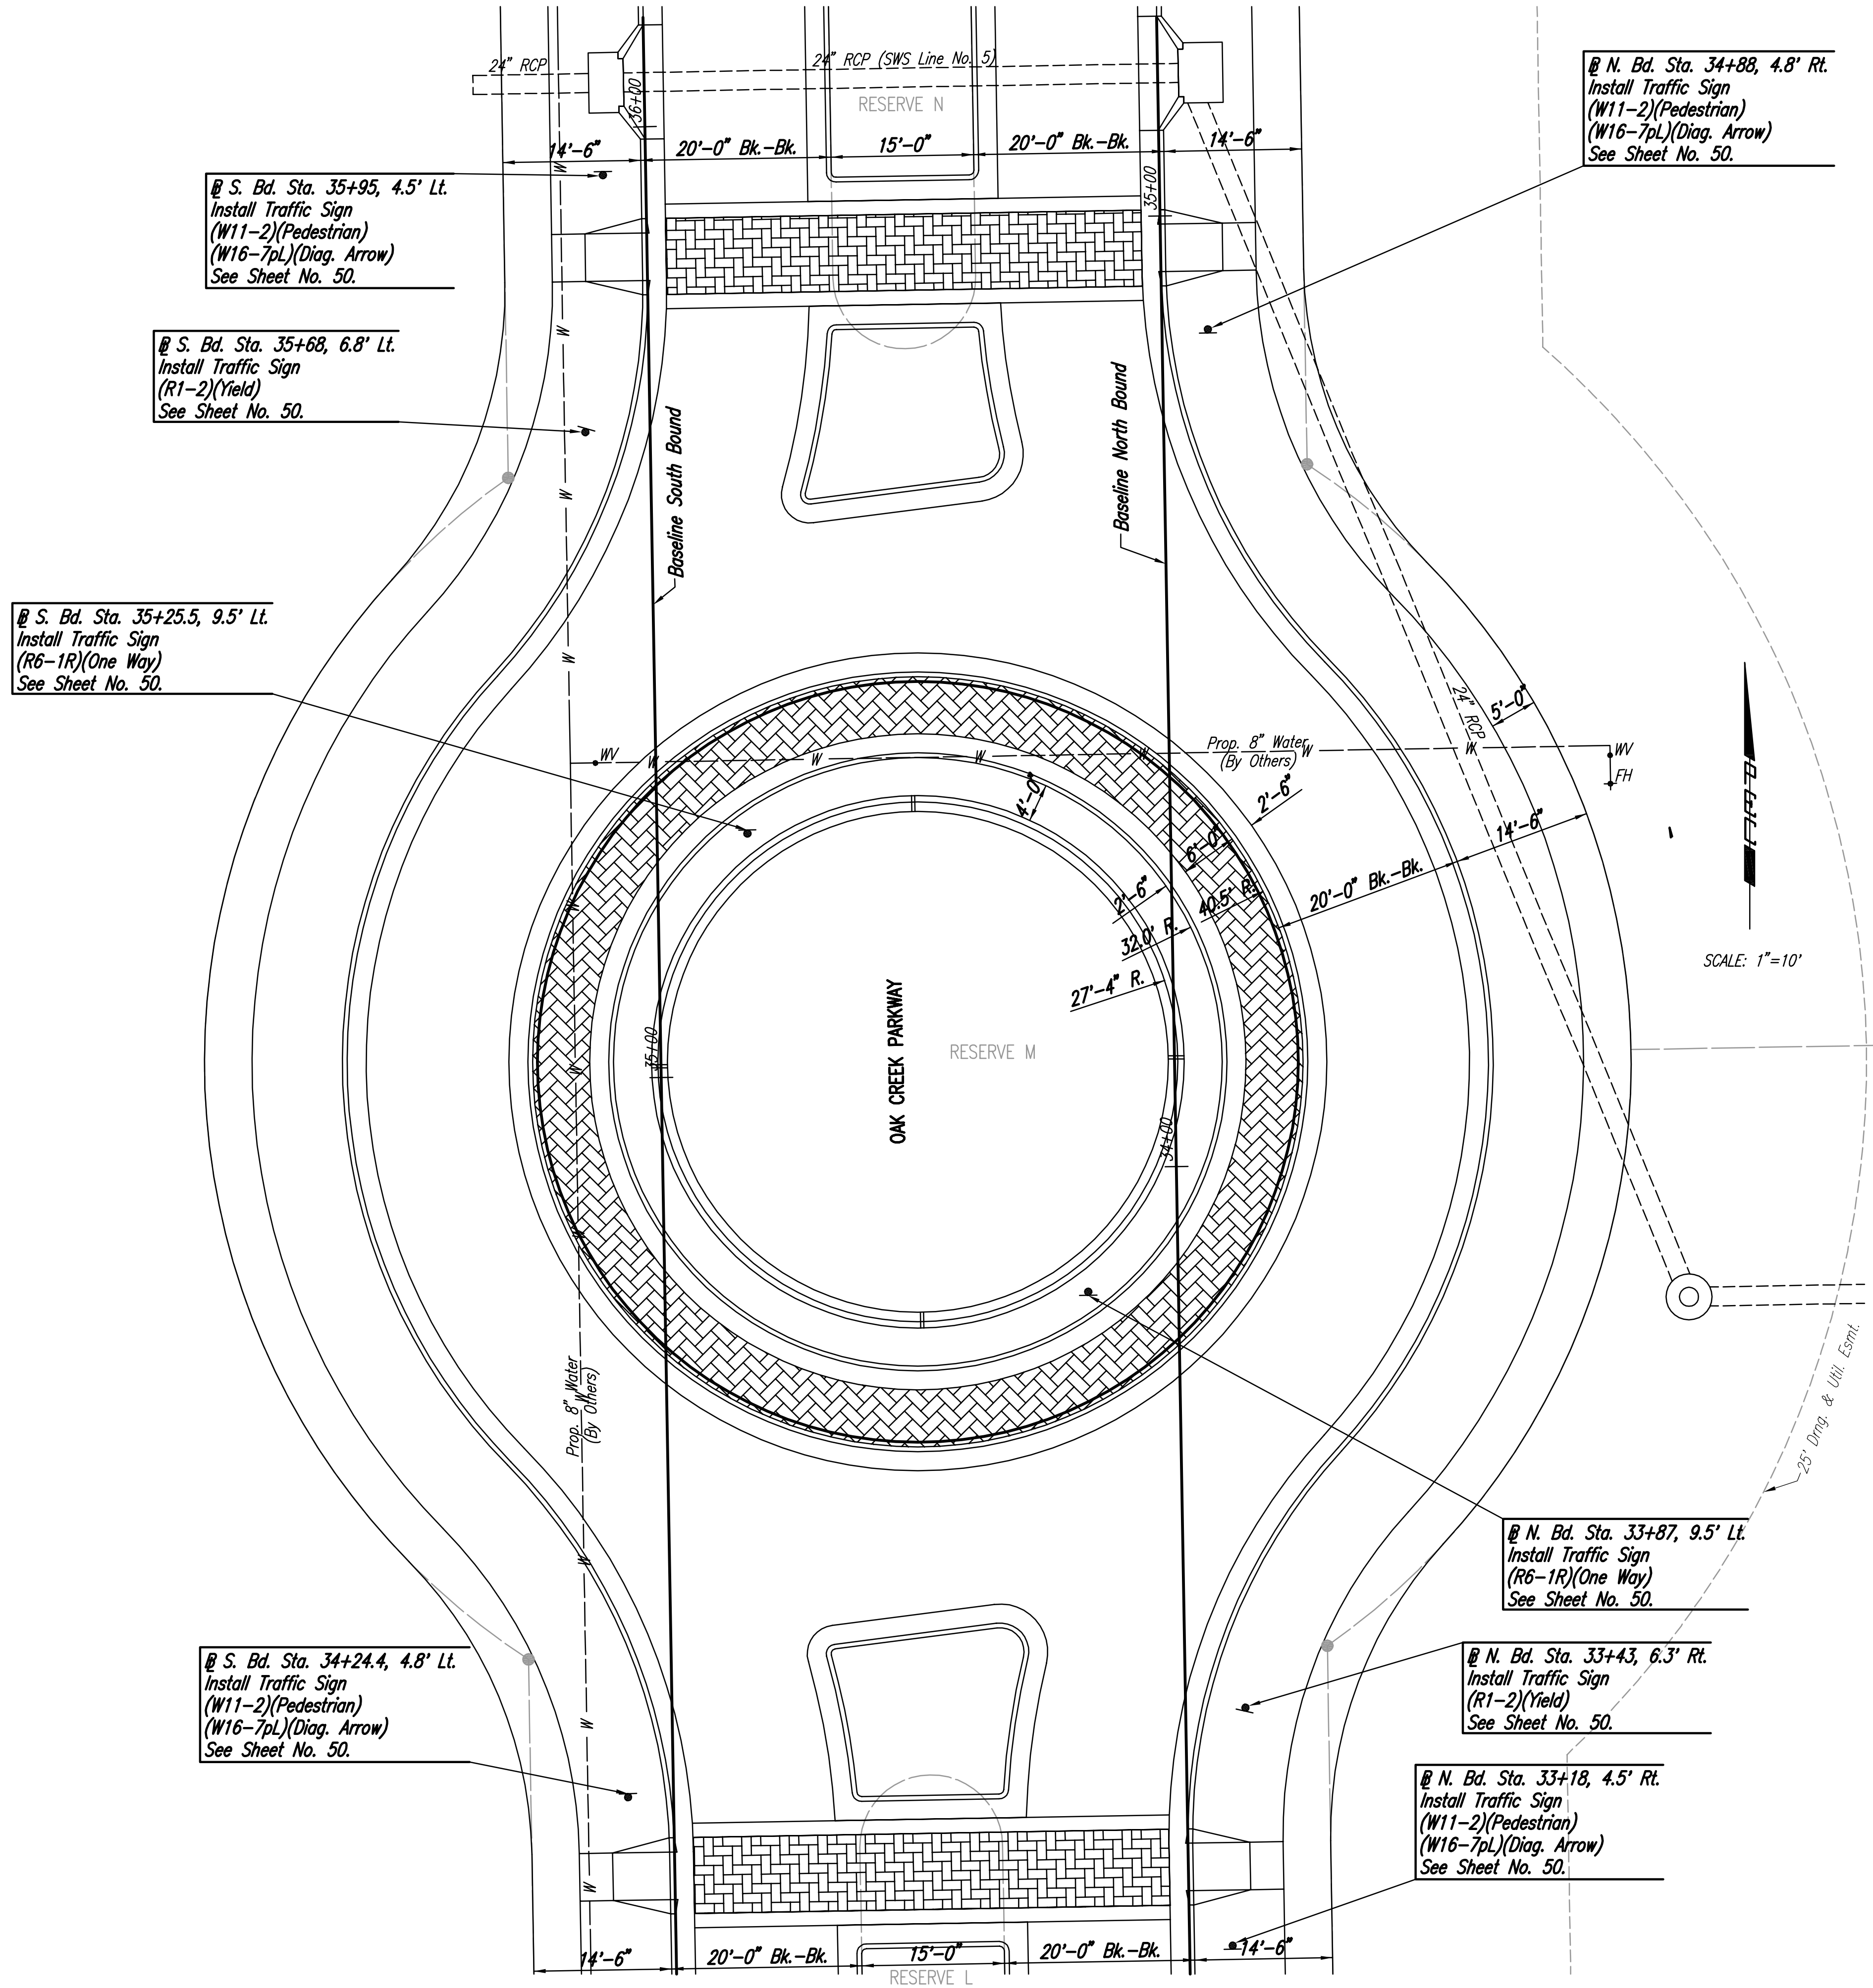 24" RCP
24" RCP (SWS Line No. 5)
RESERVE N
36+00
14'-6"
20'-0" Bk.-Bk.
15'-0"
20'-0" Bk.-Bk.
14'-6"
35+00
℄ N. Bd. Sta. 34+88, 4.8' Rt.
Install Traffic Sign
(W11-2)(Pedestrian)
(W16-7pL)(Diag. Arrow)
See Sheet No. 50.
℄ S. Bd. Sta. 35+95, 4.5' Lt.
Install Traffic Sign
(W11-2)(Pedestrian)
(W16-7pL)(Diag. Arrow)
See Sheet No. 50.
℄ S. Bd. Sta. 35+68, 6.8' Lt.
Install Traffic Sign
(R1-2)(Yield)
See Sheet No. 50.
W
W
W
W
Baseline South Bound
Baseline North Bound
℄ S. Bd. Sta. 35+25.5, 9.5' Lt.
Install Traffic Sign
(R6-1R)(One Way)
See Sheet No. 50.
WV
W
W
W
W
Prop. 8" Water
(By Others)
W
W
WV
FH
24" RCP
5'-0"
2'-6"
4'-0"
14'-6"
6'-0"
20'-0" Bk.-Bk.
2'-6"
40.5' R.
32.0' R.
27'-4" R.
SCALE: 1"=10'
OAK CREEK PARKWAY
RESERVE M
35+00
34+00
W
W
W
Prop. 8" Water
(By Others)
W
W
W
W
25' Drng. & Util. Esmt.
℄ N. Bd. Sta. 33+87, 9.5' Lt.
Install Traffic Sign
(R6-1R)(One Way)
See Sheet No. 50.
℄ N. Bd. Sta. 33+43, 6.3' Rt.
Install Traffic Sign
(R1-2)(Yield)
See Sheet No. 50.
℄ S. Bd. Sta. 34+24.4, 4.8' Lt.
Install Traffic Sign
(W11-2)(Pedestrian)
(W16-7pL)(Diag. Arrow)
See Sheet No. 50.
℄ N. Bd. Sta. 33+18, 4.5' Rt.
Install Traffic Sign
(W11-2)(Pedestrian)
(W16-7pL)(Diag. Arrow)
See Sheet No. 50.
14'-6"
20'-0" Bk.-Bk.
15'-0"
20'-0" Bk.-Bk.
14'-6"
RESERVE L